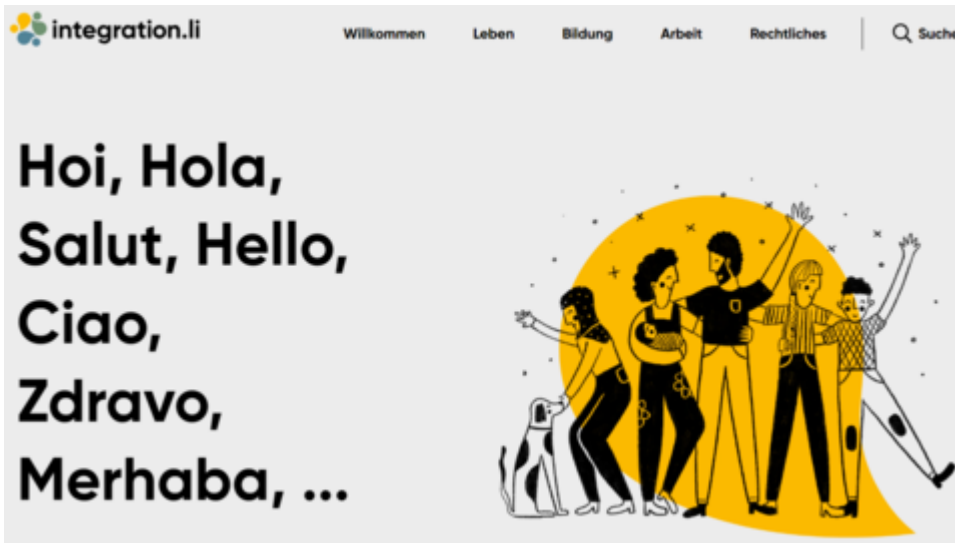 integration.li
Willkommen Leben Bildung Arbeit Rechtliches Suche
Hoi, Hola,
Salut, Hello,
Ciao,
Zdravo,
Merhaba, ...